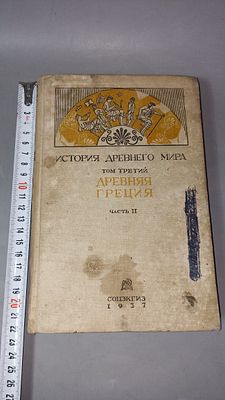 ИСТОРИЯ ДРЕВНЕГО МИРА
ТОМ ТРЕТИЙ
ДРЕВНЯЯ
ГРЕЦИЯ
ЧАСТЬ II
СОЦЭКГИЗ
1937